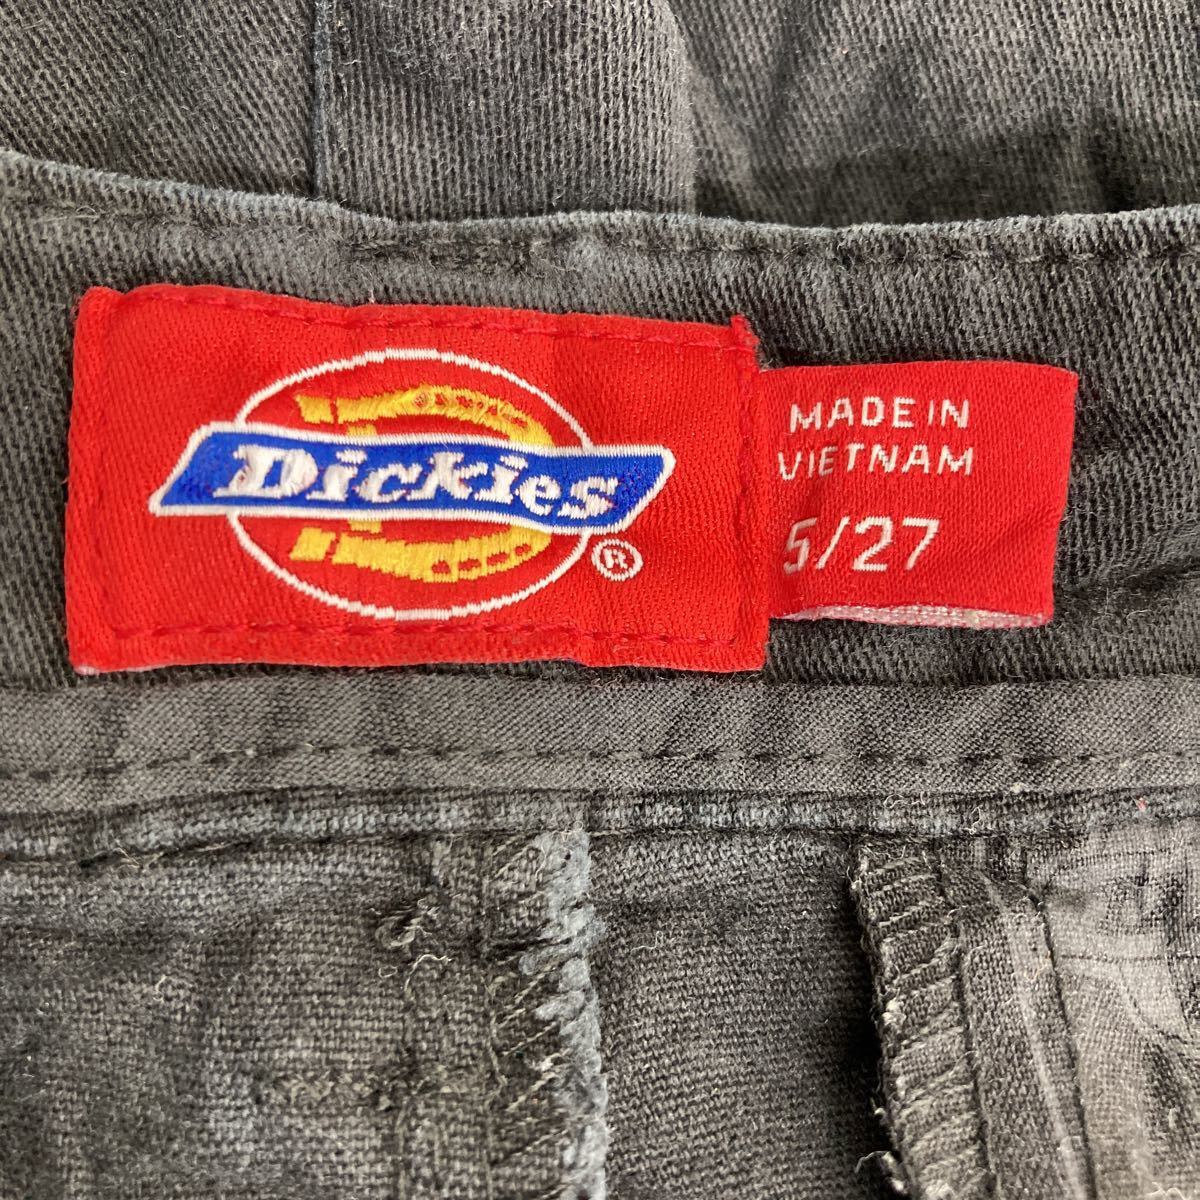 Dickies
®
MADE IN
VIETNAM
5/27